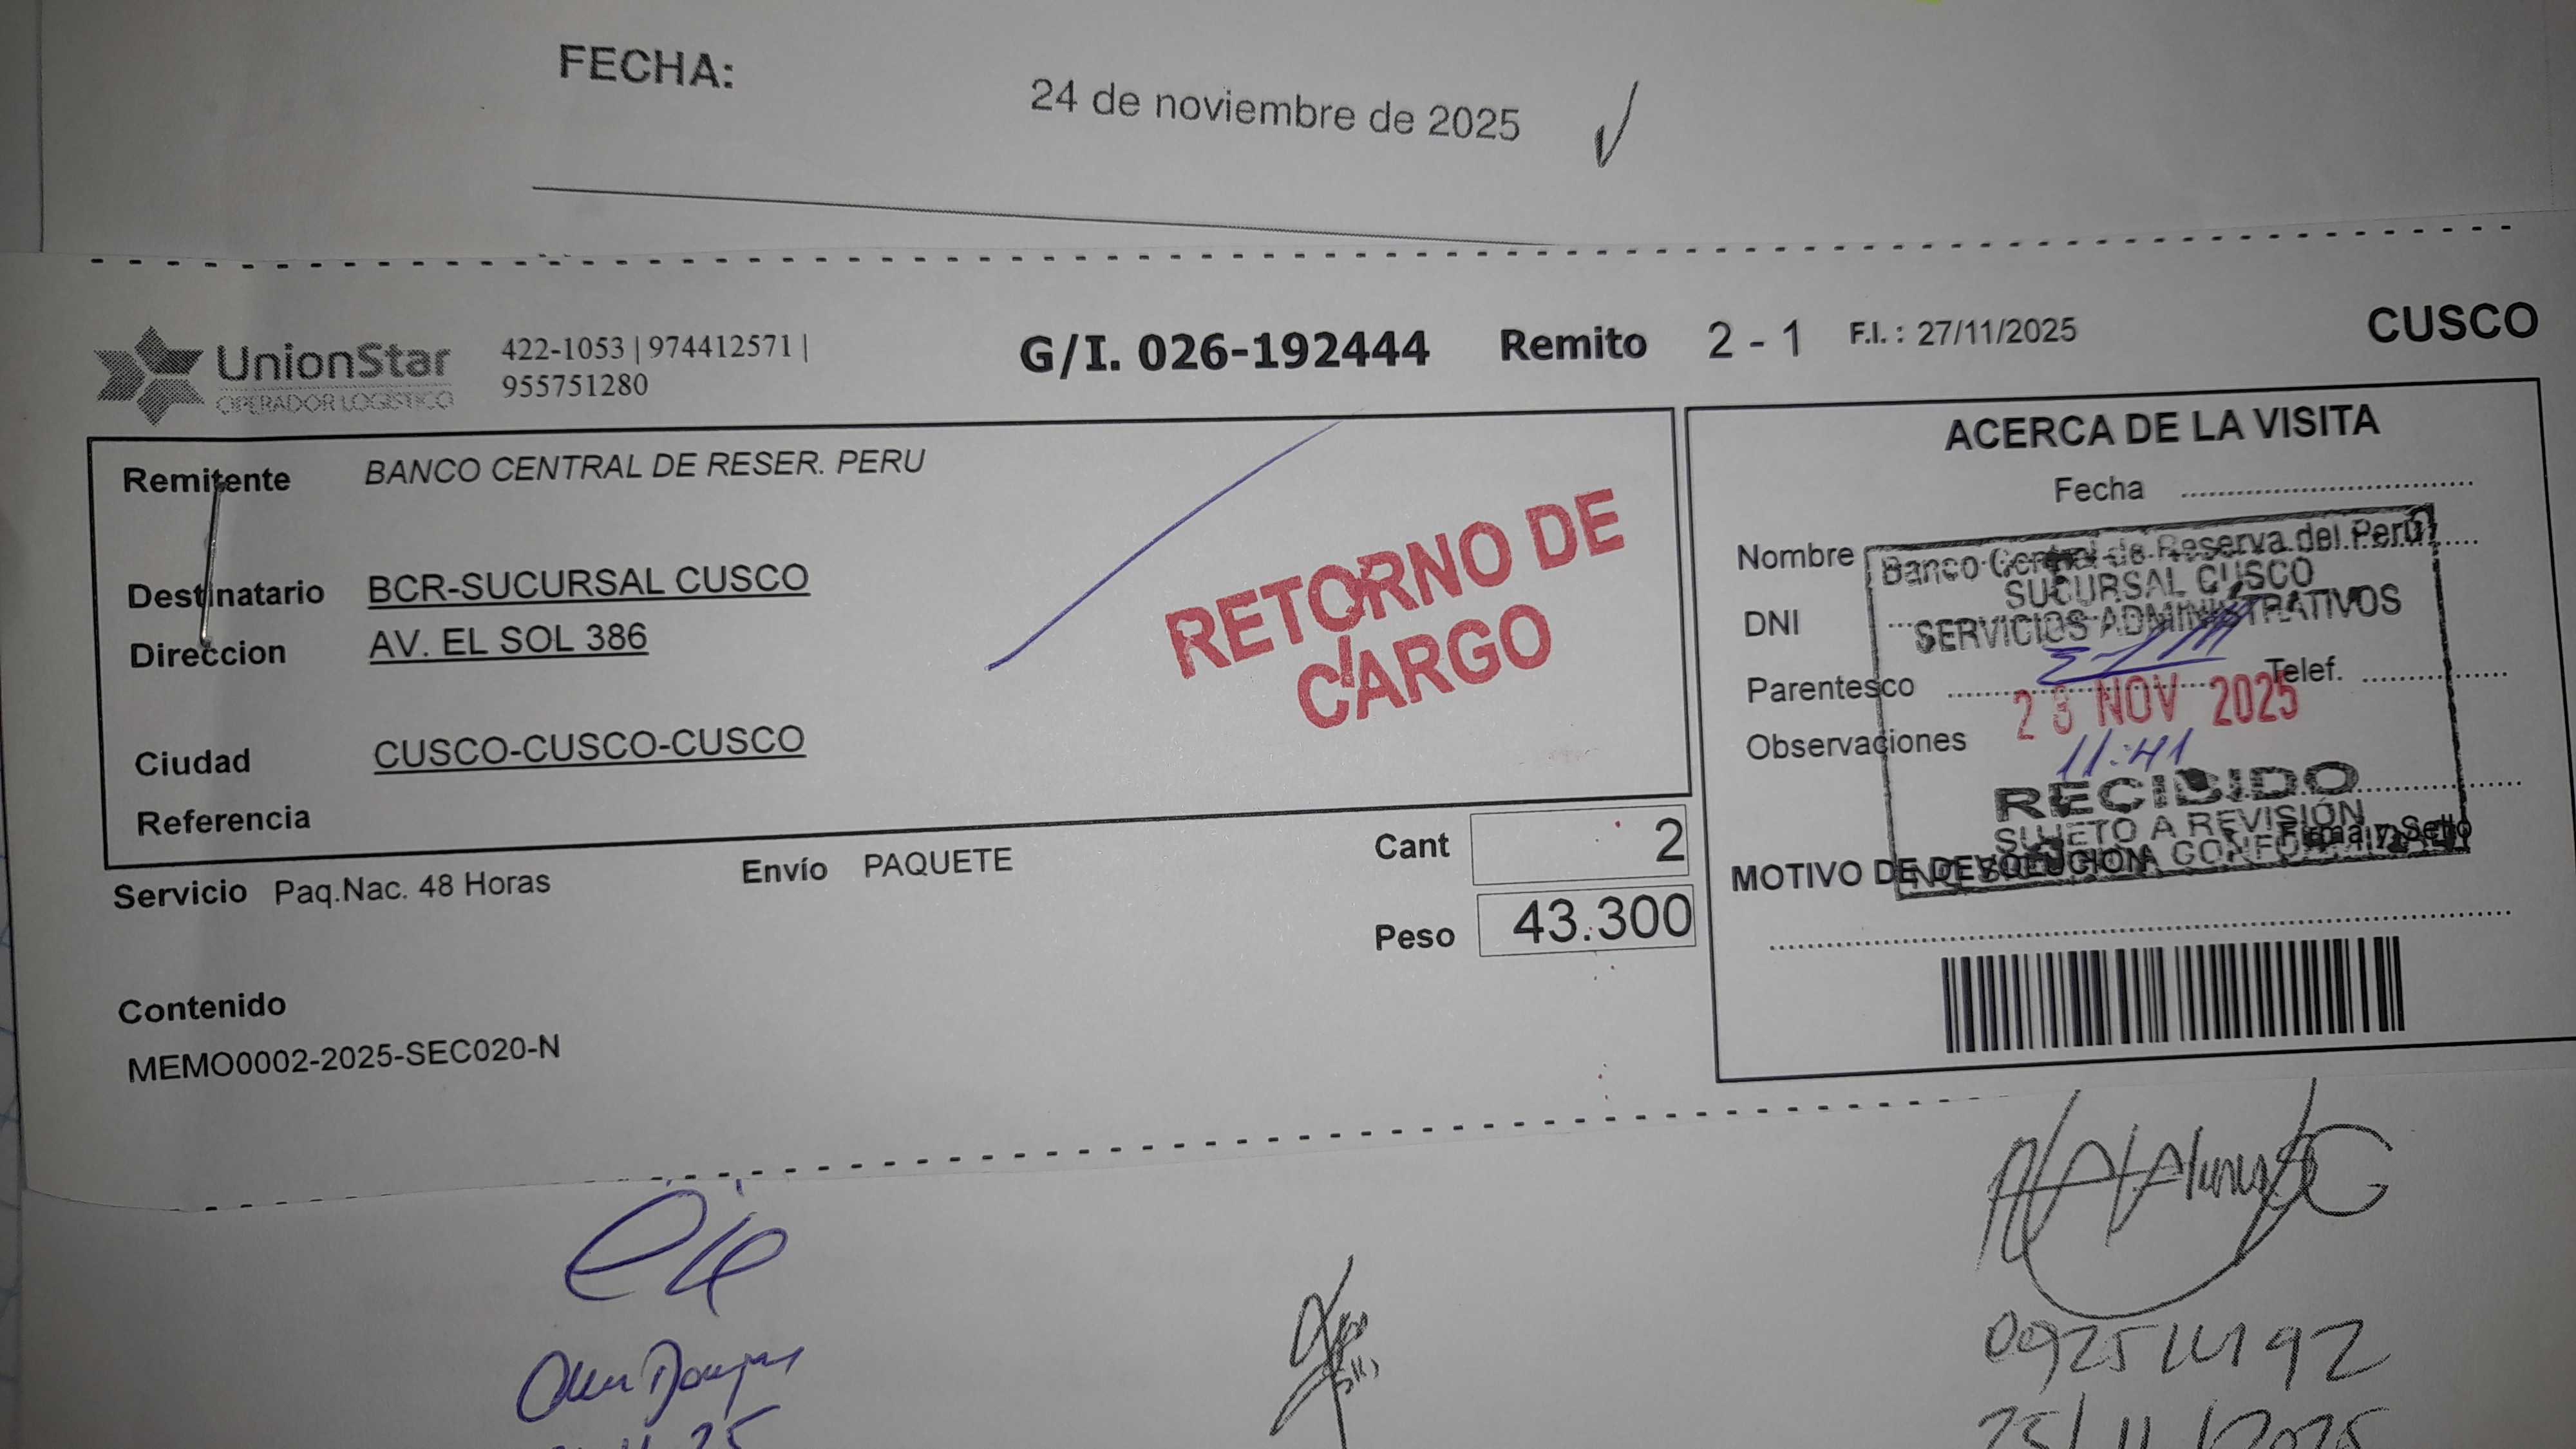 FECHA:
24 de noviembre de 2025
UnionStar
OPERADOR LOGÍSTICO
422-1053 | 974412571 |
955751280
G/I. 026-192444 Remito 2 - 1 F.I. : 27/11/2025
CUSCO
Remitente BANCO CENTRAL DE RESER. PERU
Destinatario BCR-SUCURSAL CUSCO
Direccion AV. EL SOL 386
Ciudad CUSCO-CUSCO-CUSCO
Referencia
RETORNO DE
CARGO
Servicio Paq.Nac. 48 Horas
Envío PAQUETE
Cant 2
Peso 43.300
Contenido
MEMO0002-2025-SEC020-N
ACERCA DE LA VISITA
Fecha
Nombre
DNI
Parentesco
Telef.
Observaciones
Firma y Sello
MOTIVO DE DEVOLUCION
Banco Central de Reserva del Perú
SUCURSAL CUSCO
SERVICIOS ADMINISTRATIVOS
NOV 2025
11:41
RECIBIDO
SUJETO A REVISIÓN
25/11/2025